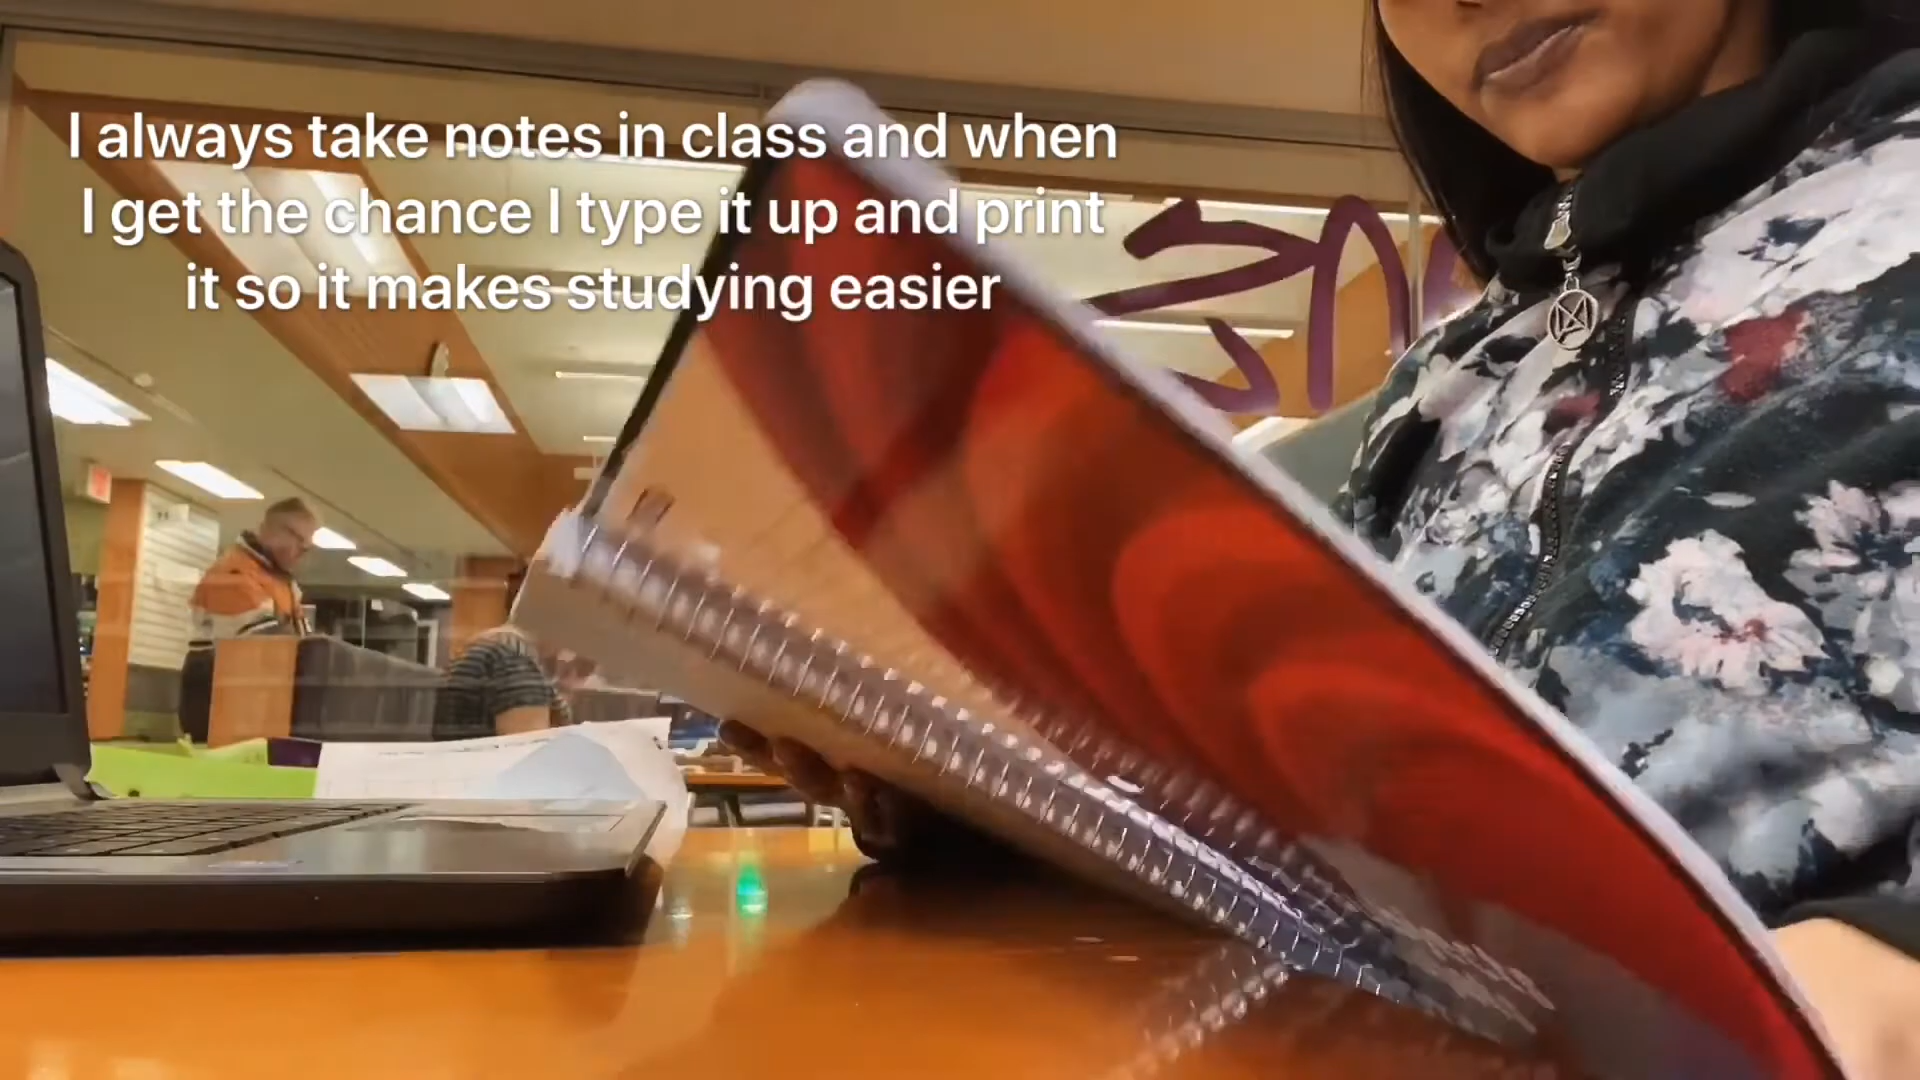 I always take notes in class and when
I get the chance I type it up and print
it so it makes studying easier